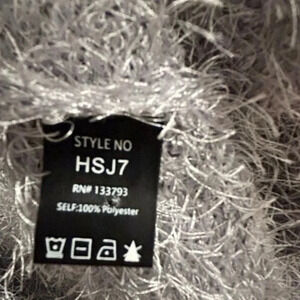 STYLE NO
HSJ7
RN# 133793
SELF:100% Polyester